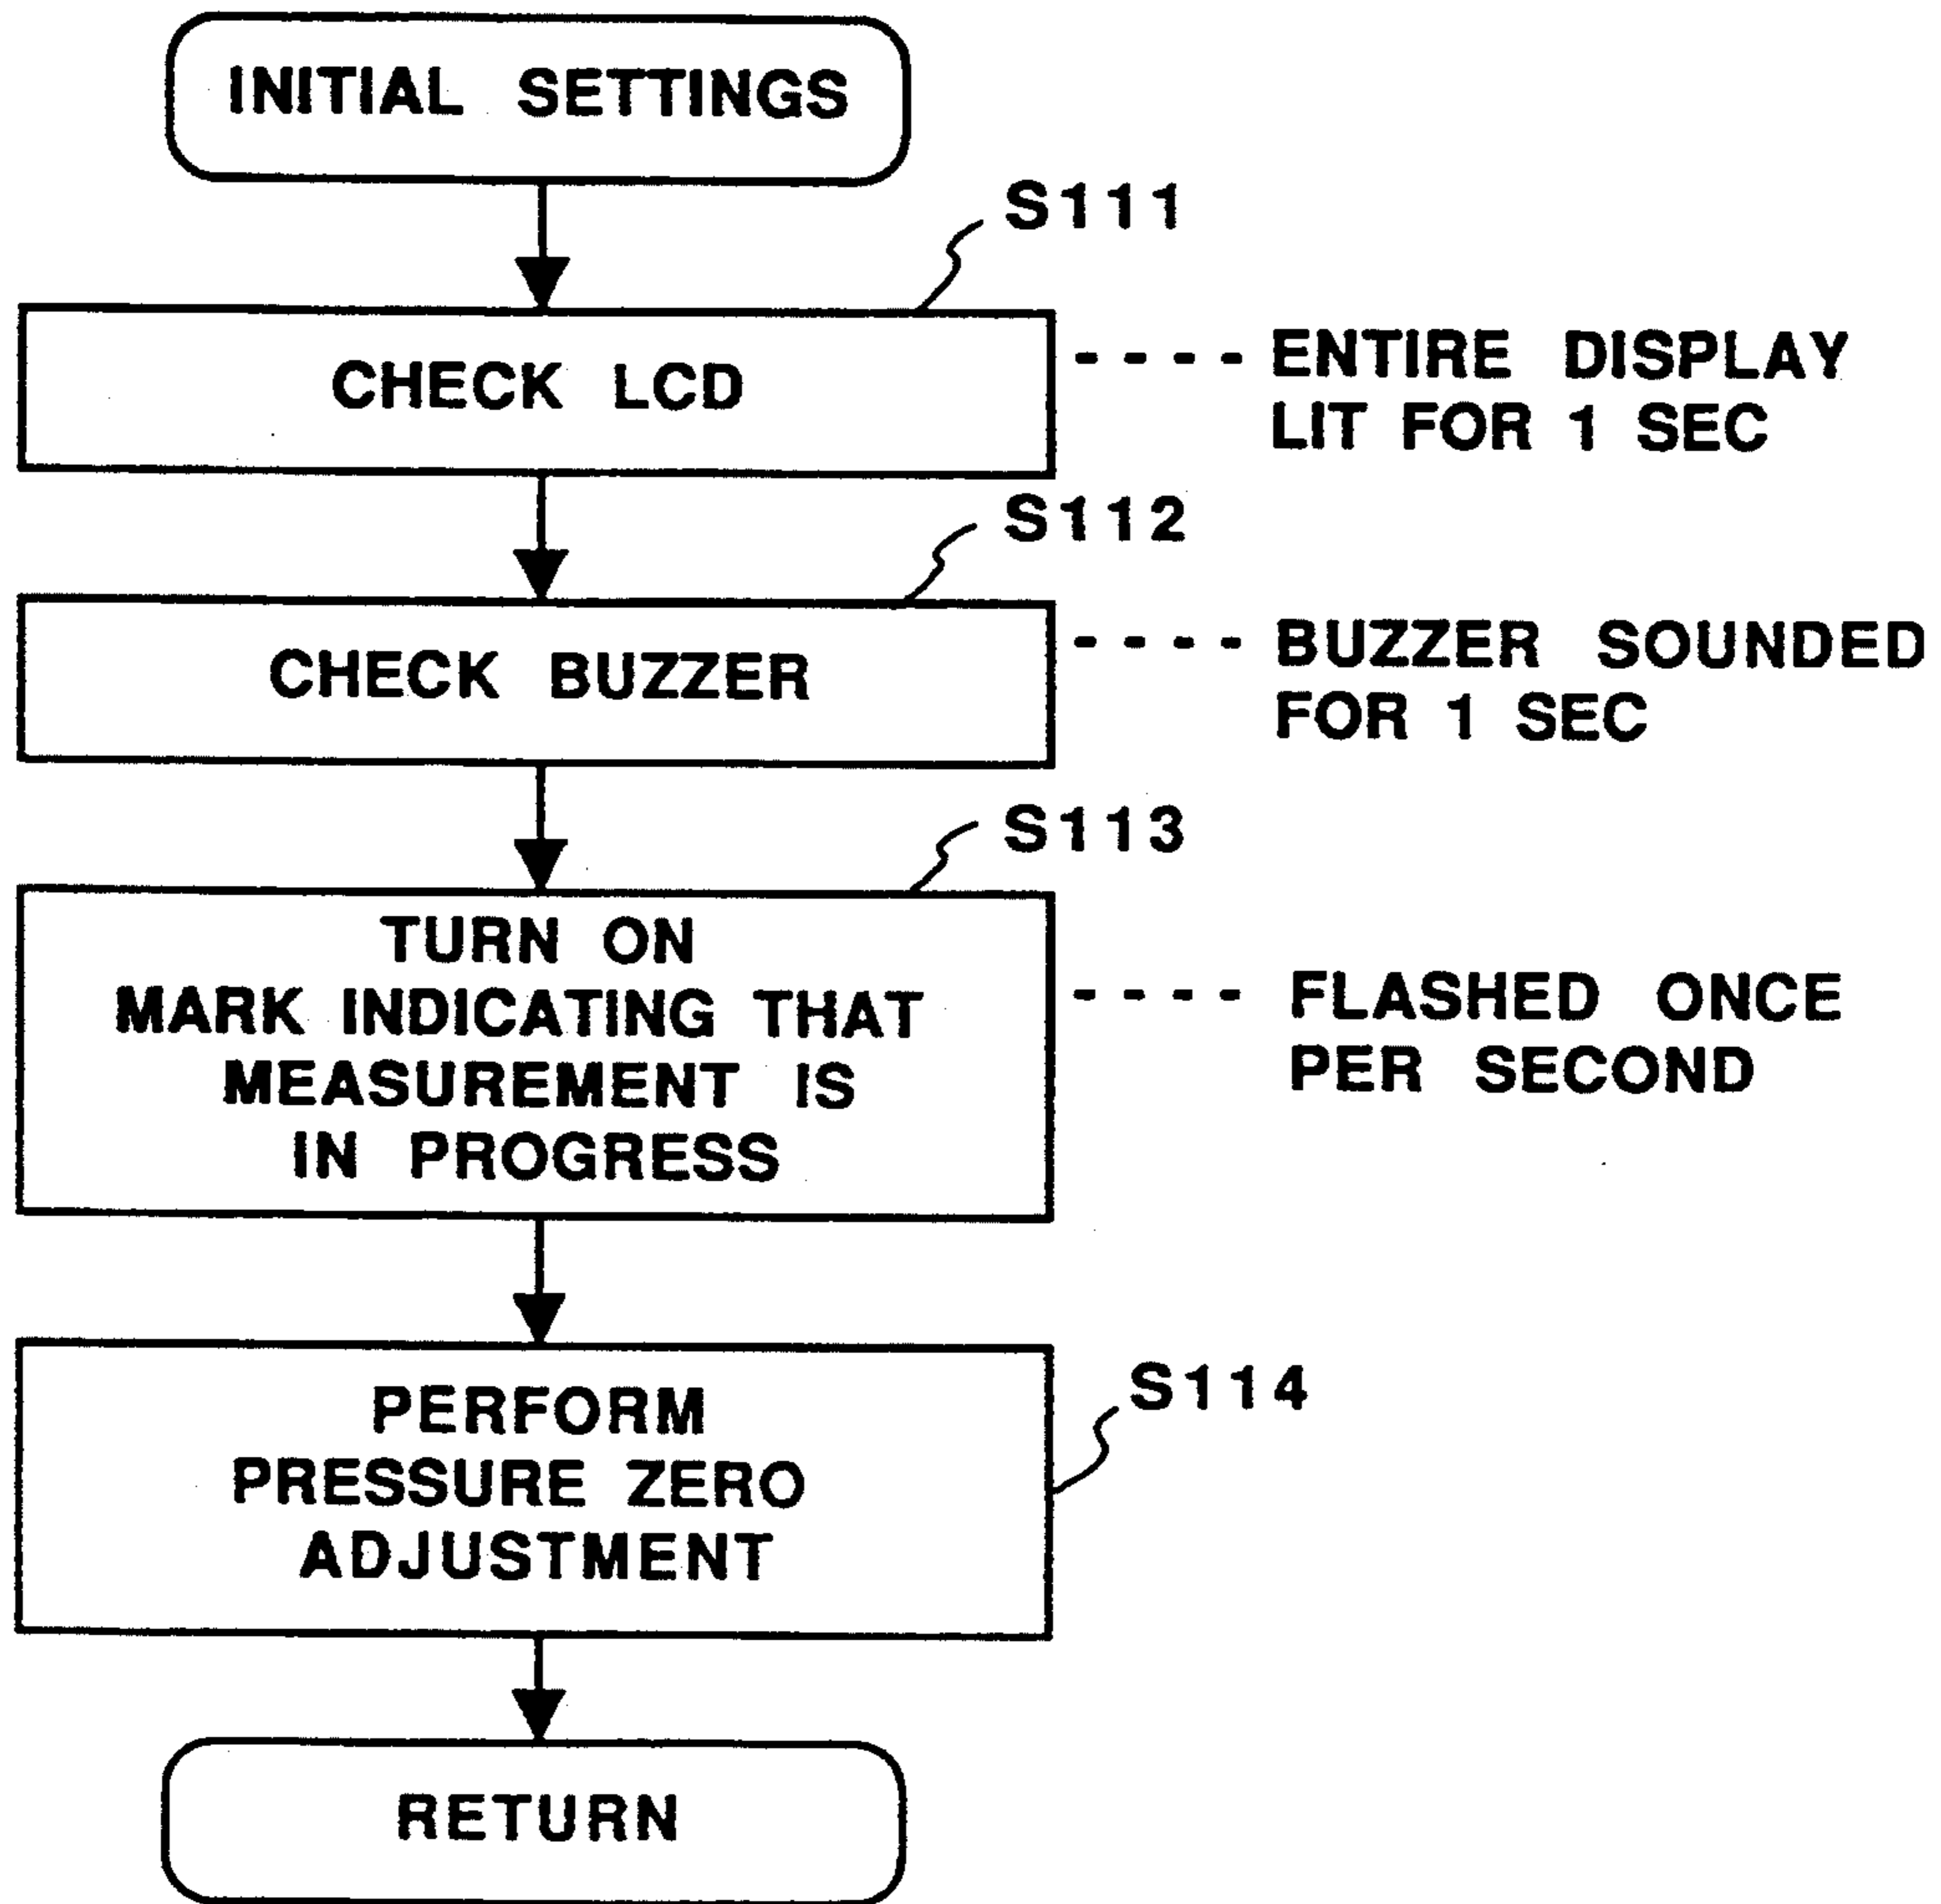 INITIAL SETTINGS
S111
CHECK LCD
---- ENTIRE DISPLAY
LIT FOR 1 SEC
S112
CHECK BUZZER
---- BUZZER SOUNDED
FOR 1 SEC
S113
TURN ON
MARK INDICATING THAT
MEASUREMENT IS
IN PROGRESS
---- FLASHED ONCE
PER SECOND
S114
PERFORM
PRESSURE ZERO
ADJUSTMENT
RETURN